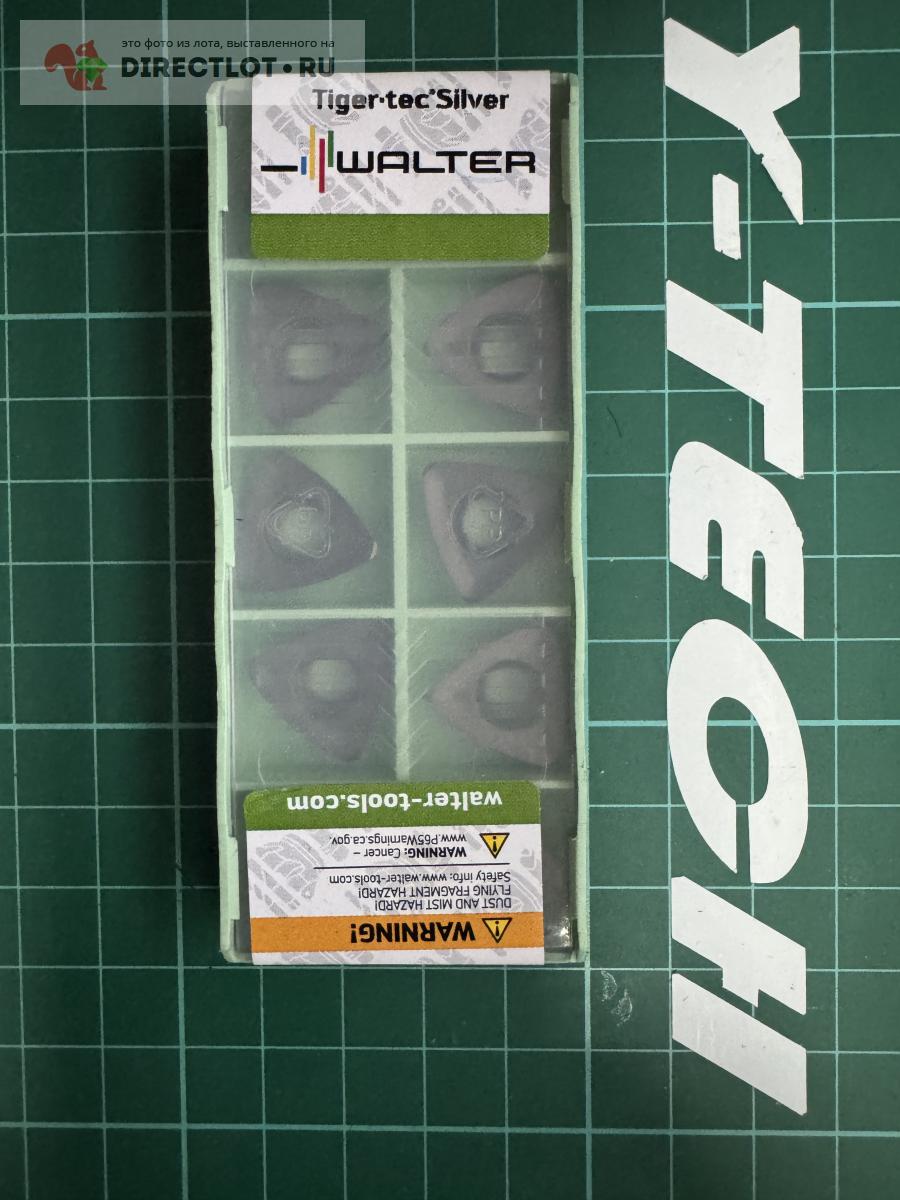 это фото из лота, выставленного на
DIRECTLOT•RU
Tiger·tec®Silver
WALTER
walter-tools.com
WARNING: Cancer –
www.P65Warnings.ca.gov
WARNING!
DUST AND MIST HAZARD!
FLYING FRAGMENT HAZARD!
Safety info: www.walter-tools.com
Y-TECH